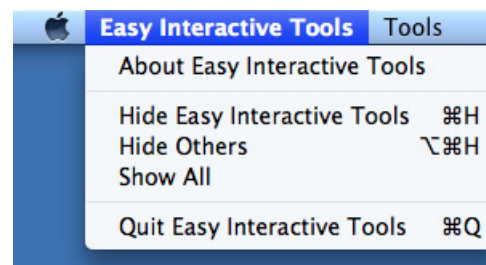 Easy Interactive Tools Tools
About Easy Interactive Tools
Hide Easy Interactive Tools ⌘H
Hide Others ⌥⌘H
Show All
Quit Easy Interactive Tools ⌘Q